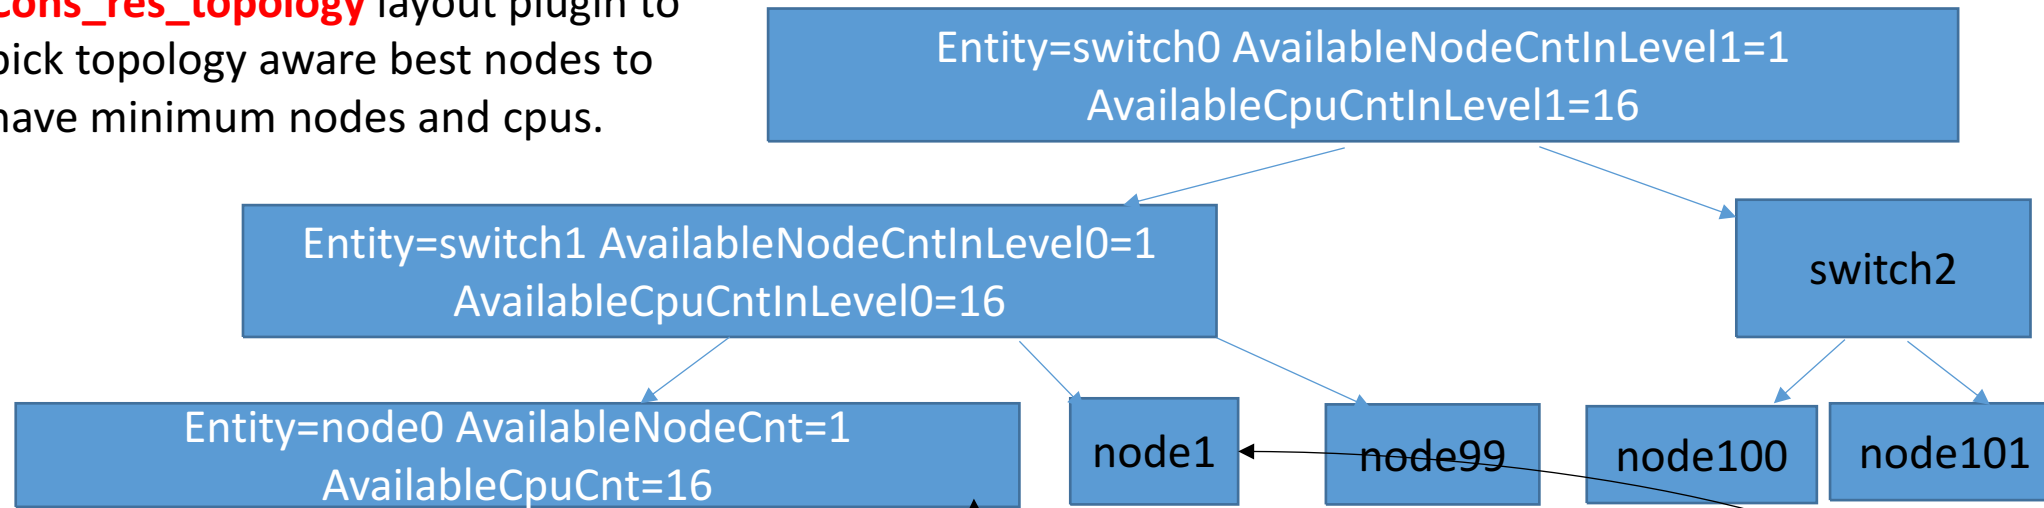 Cons_res_topology layout plugin to
pick topology aware best nodes to
have minimum nodes and cpus.
Entity=switch0 AvailableNodeCntInLevel1=1
AvailableCpuCntInLevel1=16
Entity=switch1 AvailableNodeCntInLevel0=1
AvailableCpuCntInLevel0=16
switch2
Entity=node0 AvailableNodeCnt=1
AvailableCpuCnt=16
node1
node99
node100
node101